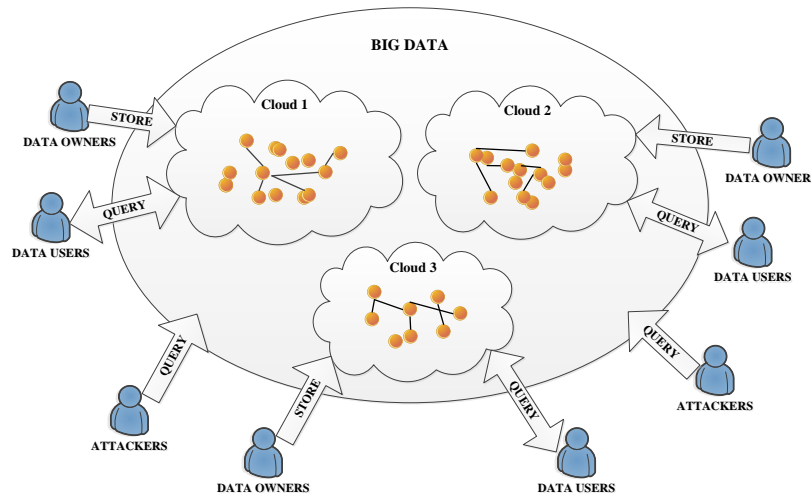 BIG DATA
Cloud 1
Cloud 2
STORE
DATA OWNERS
STORE
DATA OWNER
QUERY
DATA USERS
QUERY
DATA USERS
Cloud 3
QUERY
ATTACKERS
STORE
DATA OWNERS
QUERY
DATA USERS
QUERY
ATTACKERS